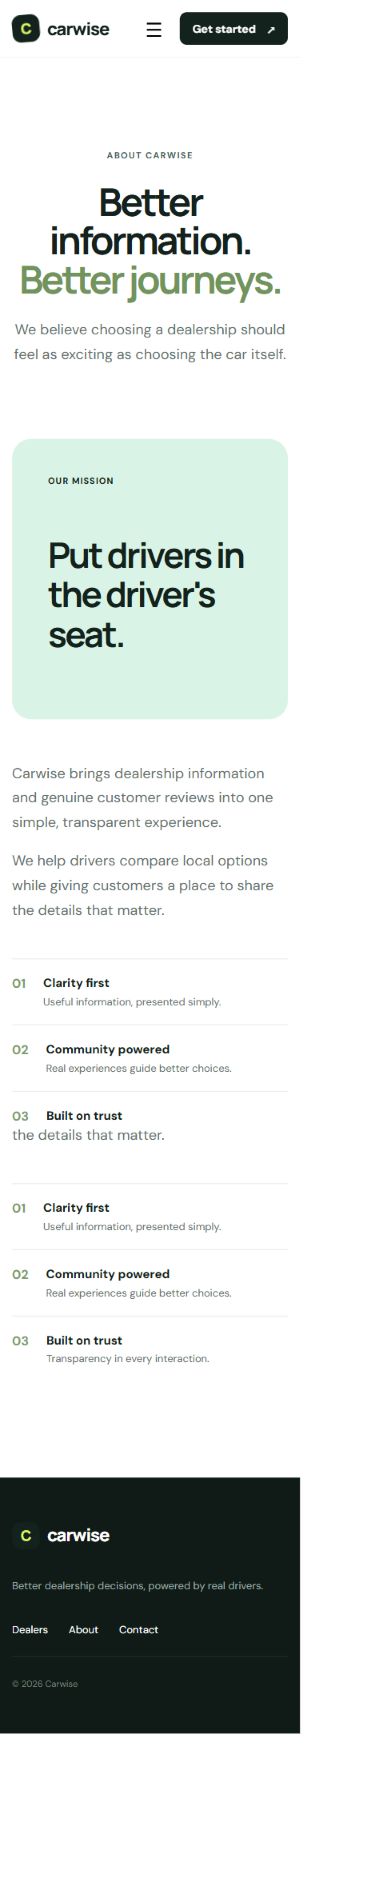 C carwise ☰ Get started ↗
ABOUT CARWISE
Better
information.
Better journeys.
We believe choosing a dealership should
feel as exciting as choosing the car itself.
OUR MISSION
Put drivers in
the driver's
seat.
Carwise brings dealership information
and genuine customer reviews into one
simple, transparent experience.
We help drivers compare local options
while giving customers a place to share
the details that matter.
01 Clarity first
Useful information, presented simply.
02 Community powered
Real experiences guide better choices.
03 Built on trust
the details that matter.
01 Clarity first
Useful information, presented simply.
02 Community powered
Real experiences guide better choices.
03 Built on trust
Transparency in every interaction.
C carwise
Better dealership decisions, powered by real drivers.
Dealers About Contact
© 2026 Carwise